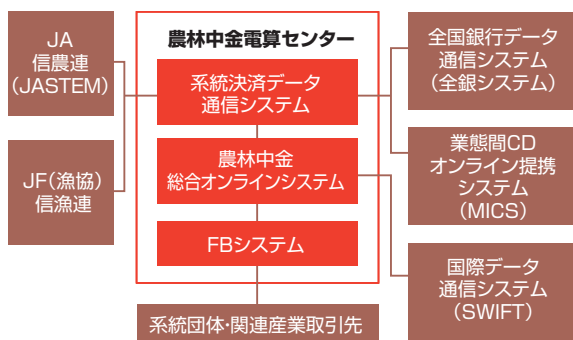 JA
信農連
(JASTEM)
JF(漁協)
信漁連
農林中金電算センター
系統決済データ
通信システム
農林中金
総合オンラインシステム
FBシステム
系統団体・関連産業取引先
全国銀行データ
通信システム
(全銀システム)
業態間CD
オンライン提携
システム
(MICS)
国際データ
通信システム
(SWIFT)